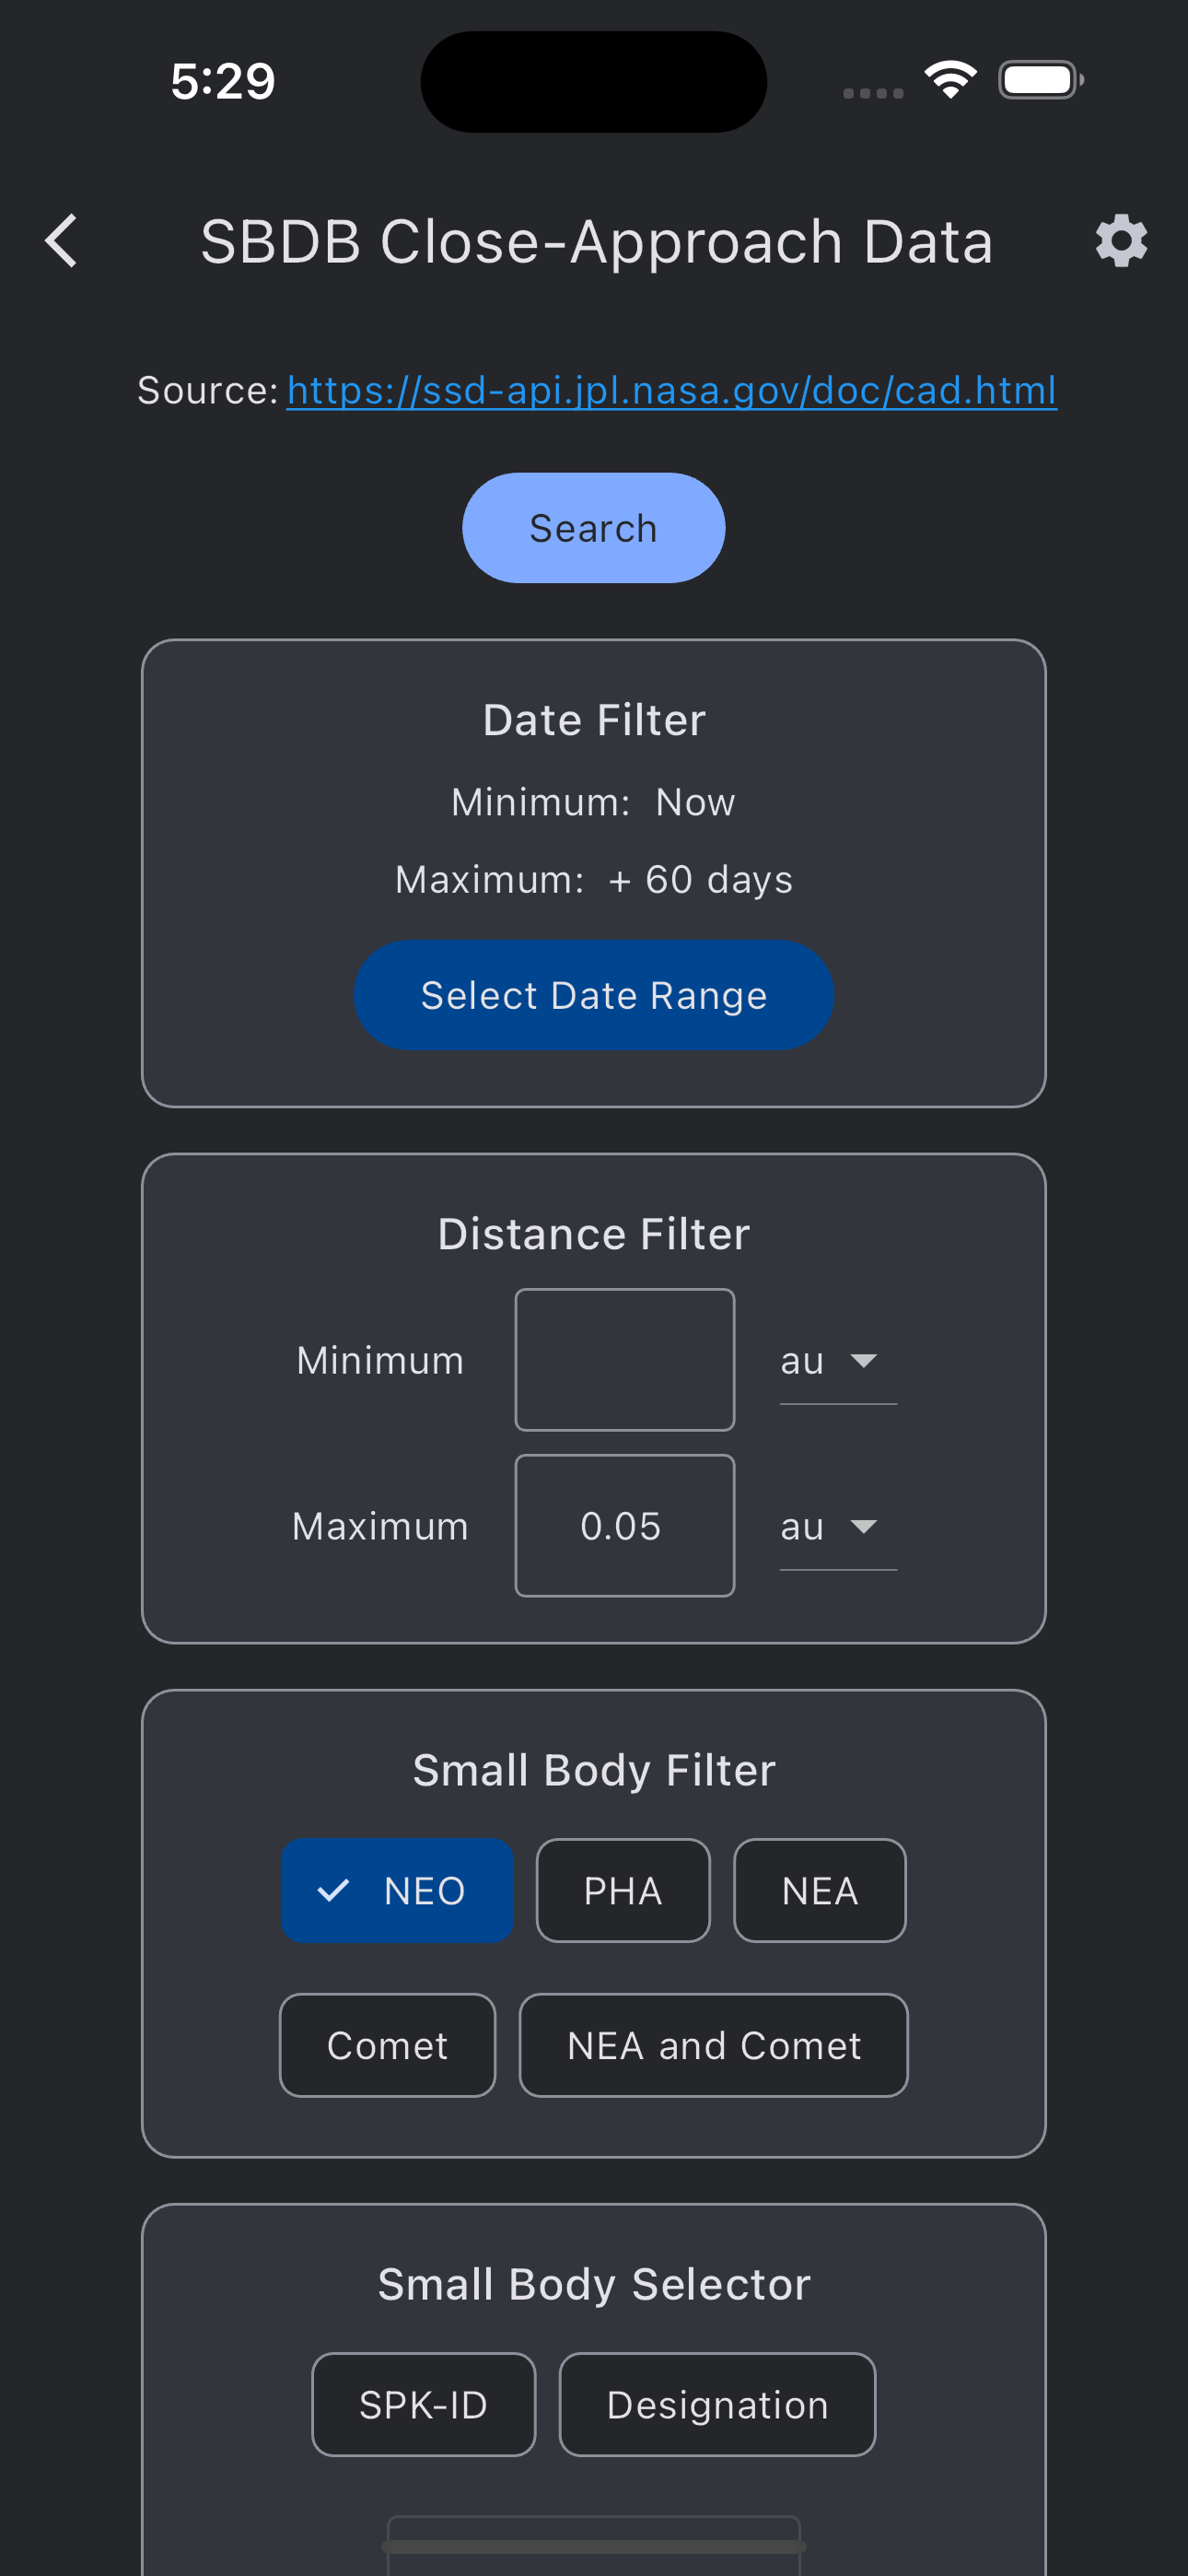 5:29
SBDB Close-Approach Data
Source: https://ssd-api.jpl.nasa.gov/doc/cad.html
Search
Date Filter
Minimum: Now
Maximum: + 60 days
Select Date Range
Distance Filter
Minimum au
Maximum 0.05 au
Small Body Filter
NEO PHA NEA
Comet NEA and Comet
Small Body Selector
SPK-ID Designation